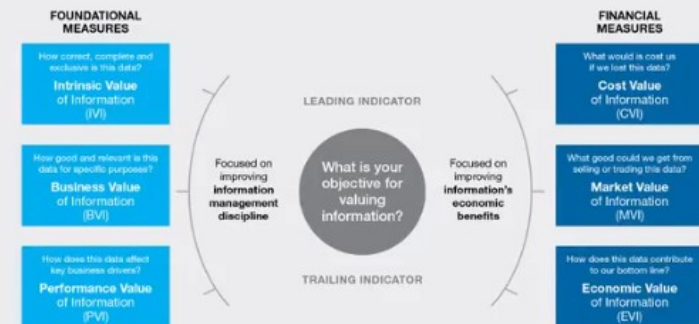 FOUNDATIONAL
MEASURES
How correct, complete and
exclusive is this data?
Intrinsic Value
of Information
(IVI)
How good and relevant is this
data for specific purposes?
Business Value
of Information
(BVI)
How does this data affect
key business drivers?
Performance Value
of Information
(PVI)
Focused on
improving
information
management
discipline
LEADING INDICATOR
What is your
objective for
valuing
information?
TRAILING INDICATOR
Focused on
improving
information's
economic
benefits
FINANCIAL
MEASURES
What would is cost us
if we lost this data?
Cost Value
of Information
(CVI)
What good could we get from
selling or trading this data?
Market Value
of Information
(MVI)
How does this data contribute
to our bottom line?
Economic Value
of Information
(EVI)